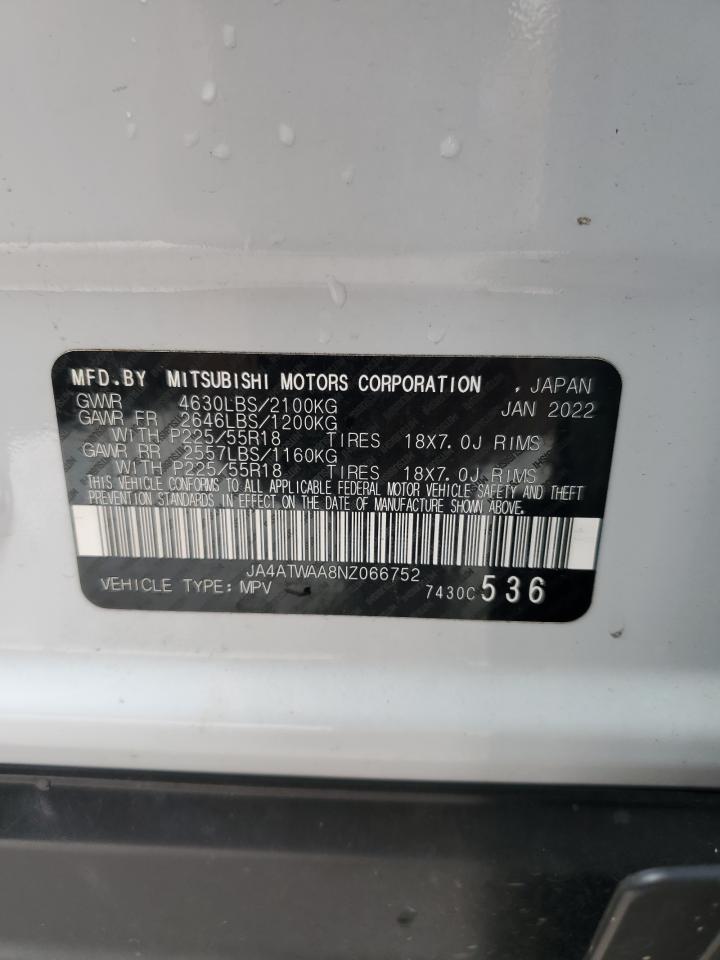 MFD.BY MITSUBISHI MOTORS CORPORATION , JAPAN
GVWR 4630LBS/2100KG JAN 2022
GAWR FR 2646LBS/1200KG
WITH P225/55R18 TIRES 18X7.0J RIMS
GAWR RR 2557LBS/1160KG
WITH P225/55R18 TIRES 18X7.0J RIMS
THIS VEHICLE CONFORMS TO ALL APPLICABLE FEDERAL MOTOR VEHICLE SAFETY AND THEFT
PREVENTION STANDARDS IN EFFECT ON THE DATE OF MANUFACTURE SHOWN ABOVE.
JA4ATWAA8NZ066752
VEHICLE TYPE: MPV 7430C 536